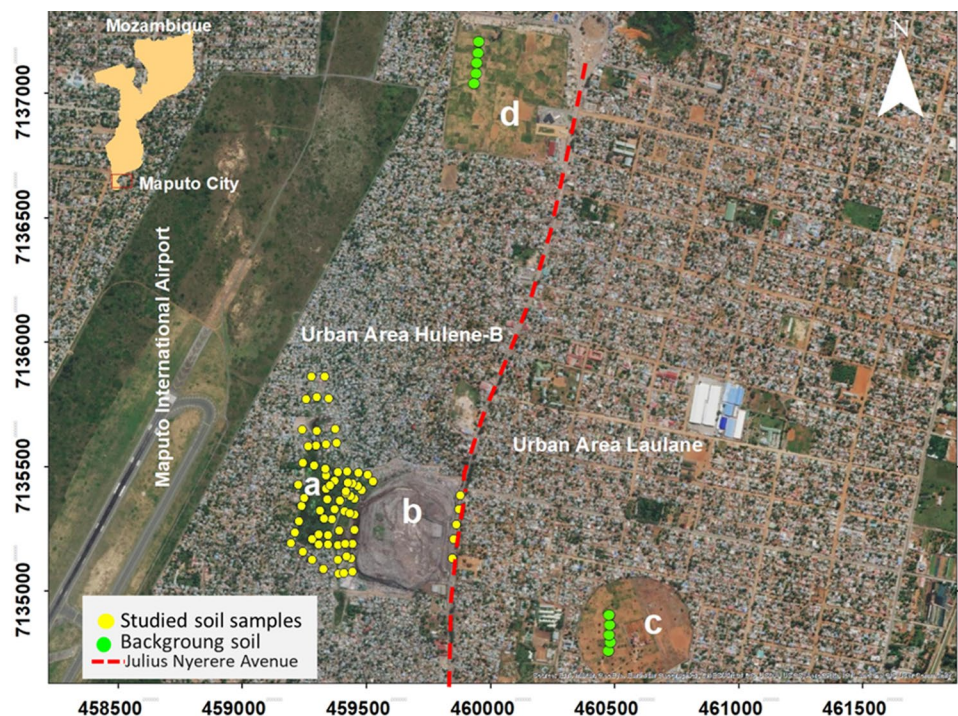 Mozambique
N
Maputo City
d
Maputo International Airport
Urban Area Hulene-B
Urban Area Laulane
a
b
c
Studied soil samples
Backgroung soil
Julius Nyerere Avenue
7137000
7136500
7136000
7135500
7135000
458500 459000 459500 460000 460500 461000 461500